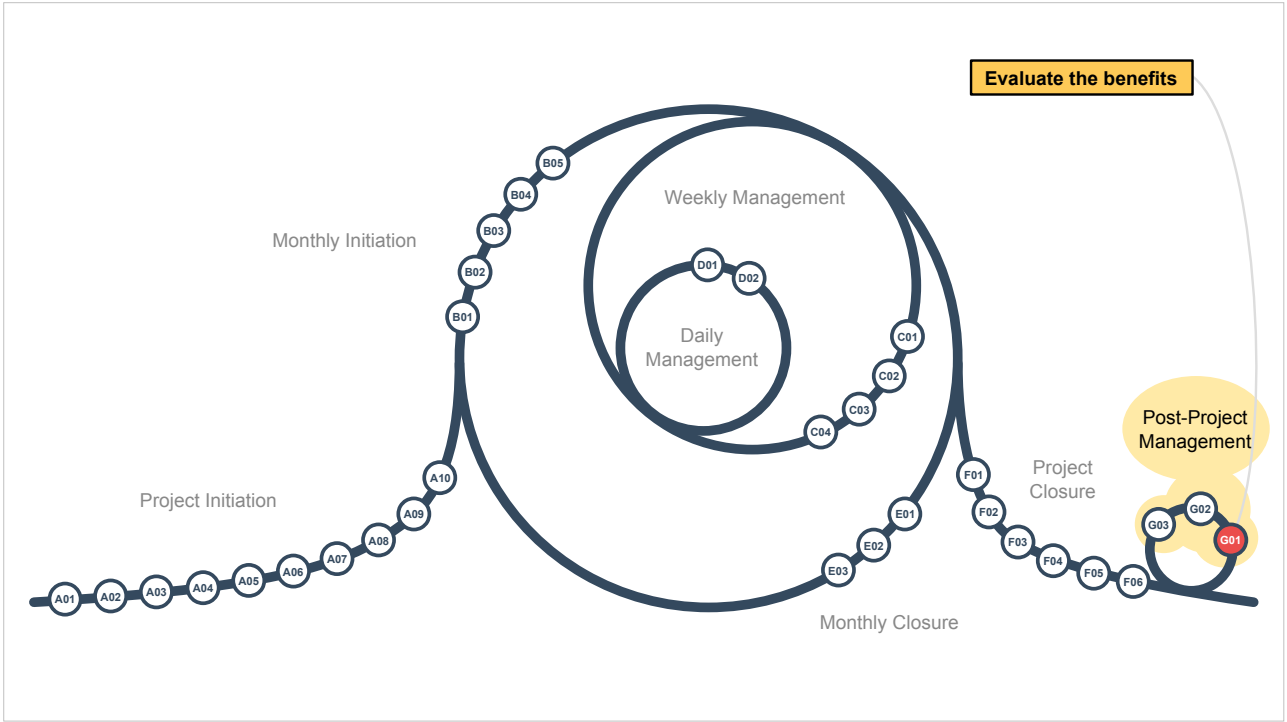 Evaluate the benefits
B05
B04
B03
B02
B01
Monthly Initiation
Weekly Management
D01
D02
Daily
Management
C01
C02
C03
C04
Post-Project
Management
Project
Closure
Project Initiation
A01
A02
A03
A04
A05
A06
A07
A08
A09
A10
E01
E02
E03
Monthly Closure
F01
F02
F03
F04
F05
F06
G03
G02
G01